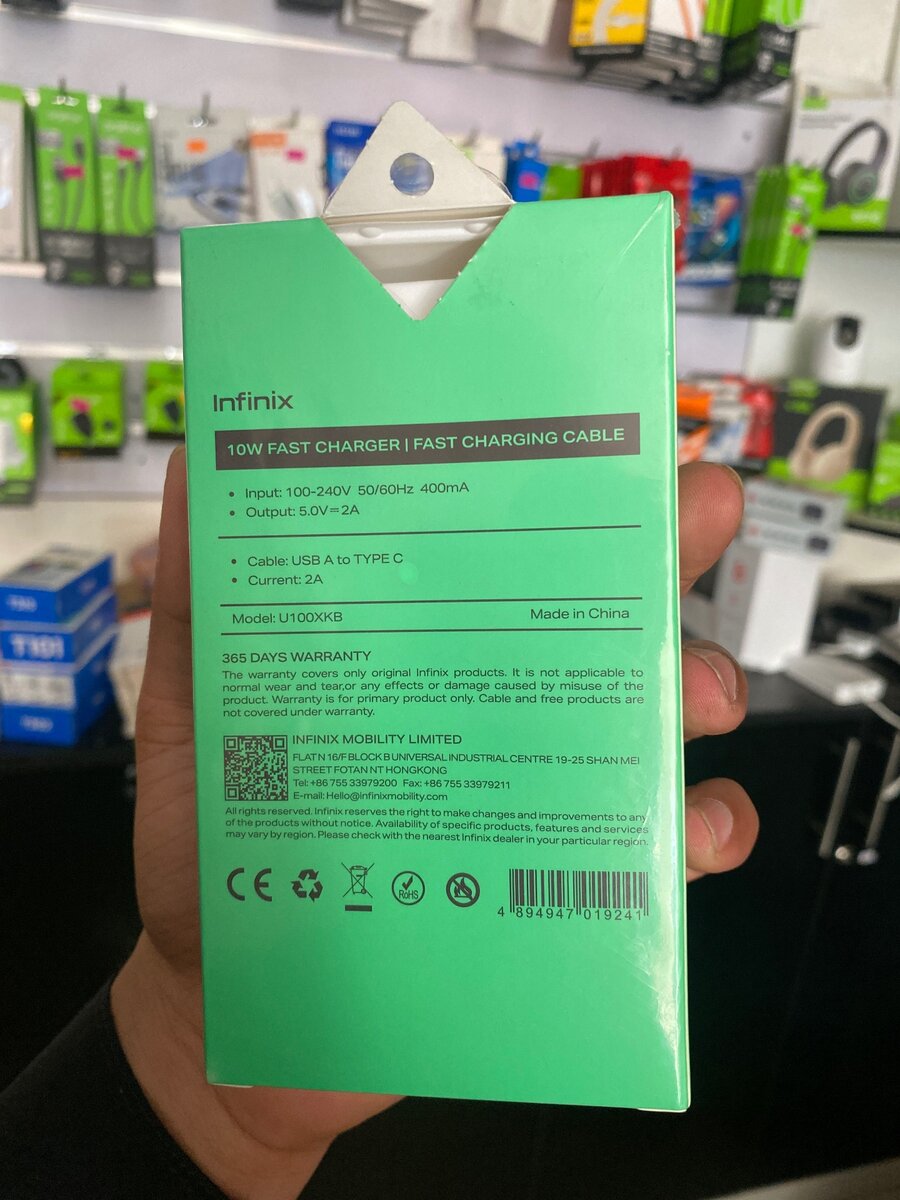 Infinix
10W FAST CHARGER | FAST CHARGING CABLE
• Input: 100-240V 50/60Hz 400mA
• Output: 5.0V⎓2A
• Cable: USB A to TYPE C
• Current: 2A
Model: U100XKB Made in China
365 DAYS WARRANTY
The warranty covers only original Infinix products. It is not applicable to
normal wear and tear,or any effects or damage caused by misuse of the
product. Warranty is for primary product only. Cable and free products are
not covered under warranty.
INFINIX MOBILITY LIMITED
FLAT N 16/F BLOCK B UNIVERSAL INDUSTRIAL CENTRE 19-25 SHAN MEI
STREET FOTAN NT HONGKONG
Tel: +86 755 33979200 Fax: +86 755 33979211
E-mail: Hello@infinixmobility.com
All rights reserved. Infinix reserves the right to make changes and improvements to any
of the products without notice. Availability of specific products, features and services
may vary by region. Please check with the nearest Infinix dealer in your particular region.
CE
RoHS
4 894947 019241
T101